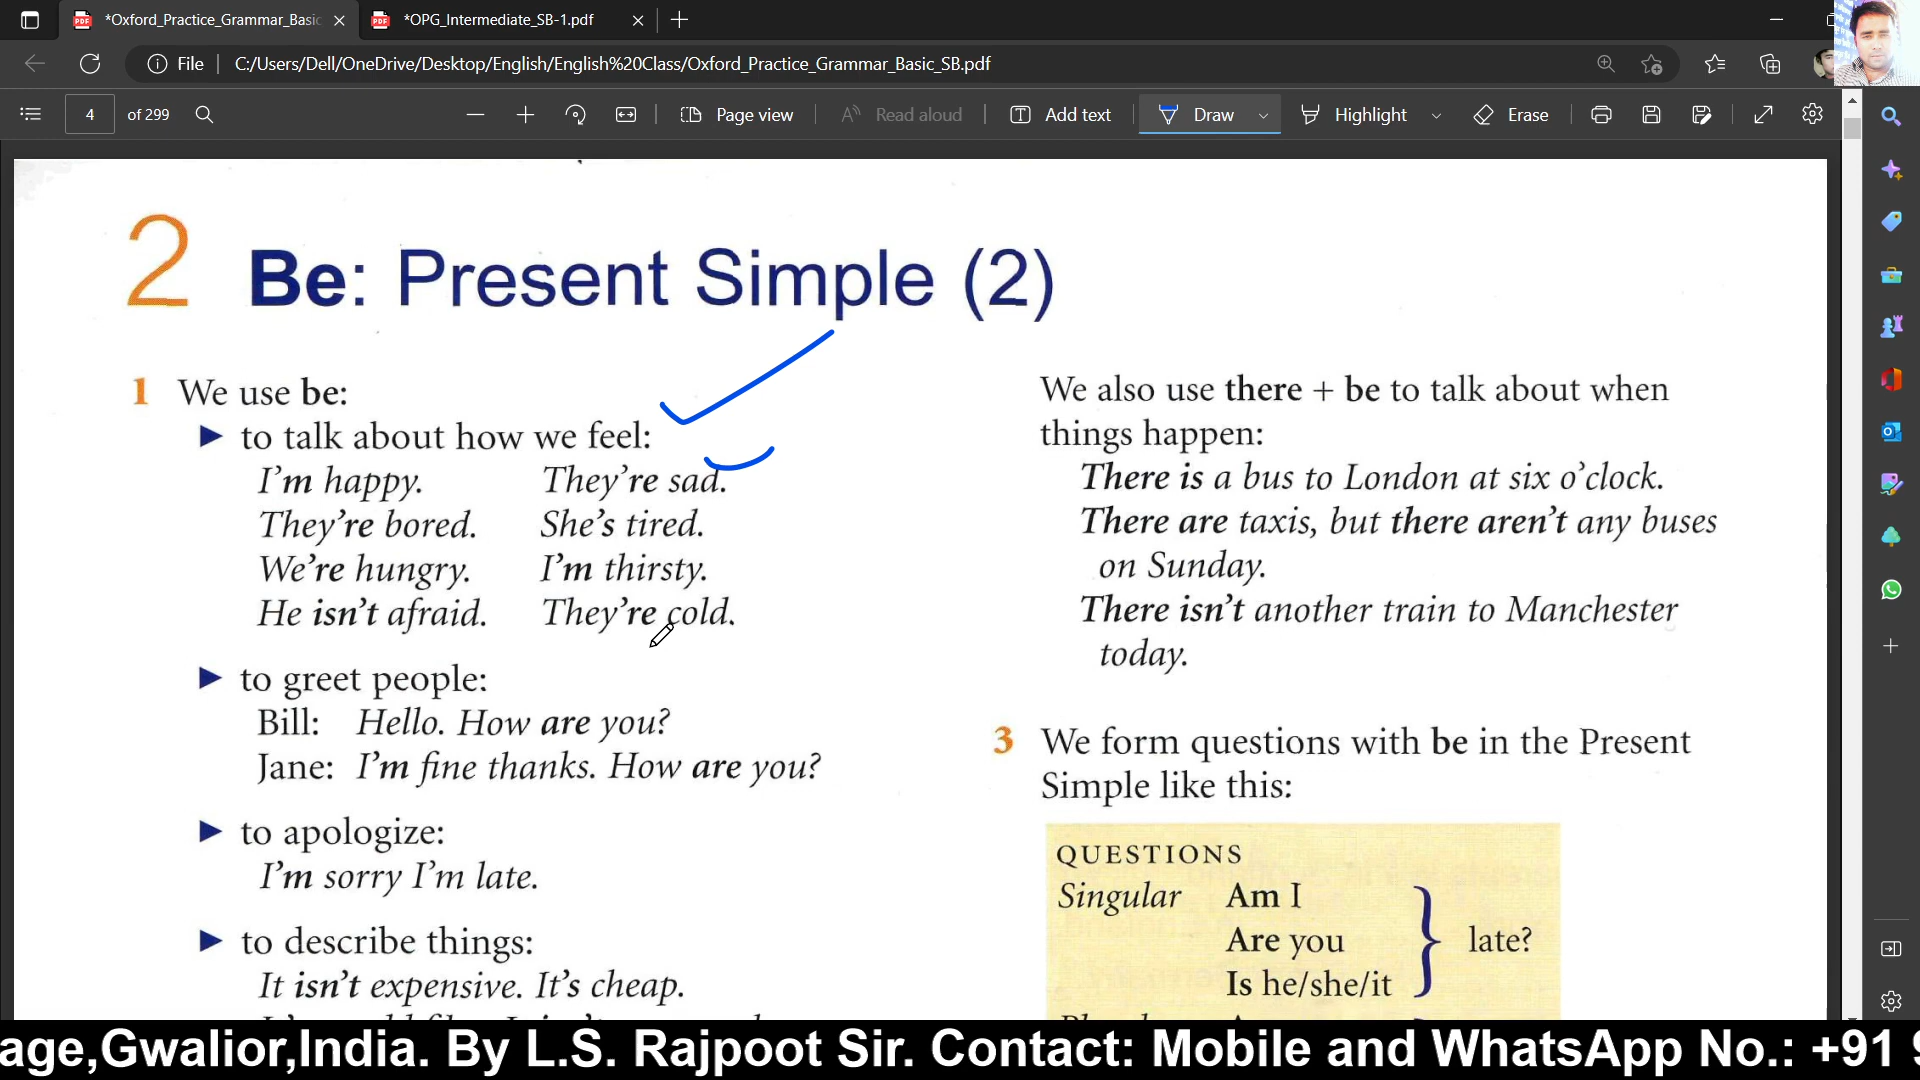 *Oxford_Practice_Grammar_Basic
*OPG_Intermediate_SB-1.pdf
File
C:/Users/Dell/OneDrive/Desktop/English/English%20Class/Oxford_Practice_Grammar_Basic_SB.pdf
4 of 299
Page view
Read aloud
Add text
Draw
Highlight
Erase
2 Be: Present Simple (2)
1 We use be:
► to talk about how we feel:
I'm happy. They're sad.
They're bored. She's tired.
We're hungry. I'm thirsty.
He isn't afraid. They're cold.
► to greet people:
Bill: Hello. How are you?
Jane: I'm fine thanks. How are you?
► to apologize:
I'm sorry I'm late.
► to describe things:
It isn't expensive. It's cheap.
We also use there + be to talk about when
things happen:
There is a bus to London at six o'clock.
There are taxis, but there aren't any buses
on Sunday.
There isn't another train to Manchester
today.
3 We form questions with be in the Present
Simple like this:
QUESTIONS
Singular Am I
Are you late?
Is he/she/it
age,Gwalior,India. By L.S. Rajpoot Sir. Contact: Mobile and WhatsApp No.: +91 9